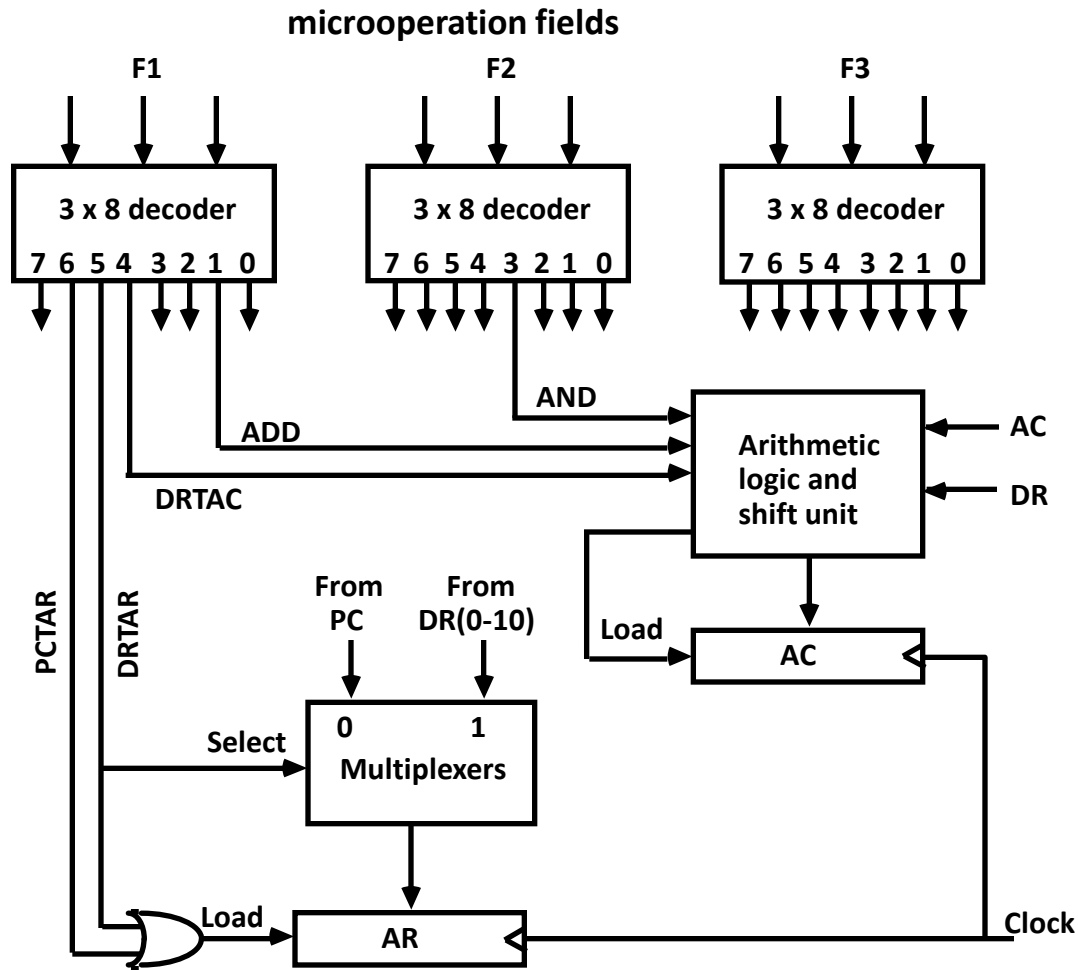 microoperation fields
F1
F2
F3
3 x 8 decoder
7 6 5 4 3 2 1 0
3 x 8 decoder
7 6 5 4 3 2 1 0
3 x 8 decoder
7 6 5 4 3 2 1 0
AND
ADD
DRTAC
Arithmetic
logic and
shift unit
AC
DR
PCTAR
DRTAR
From
PC
From
DR(0-10)
Load
AC
0 1
Select
Multiplexers
Load
AR
Clock